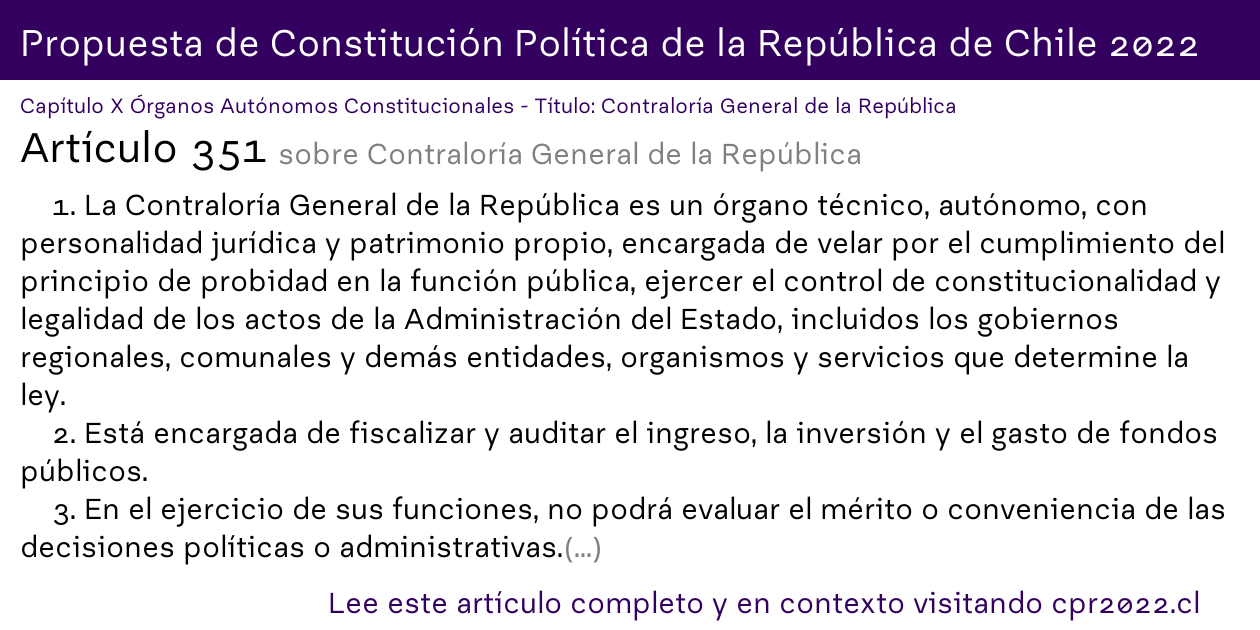 Propuesta de Constitución Política de la República de Chile 2022
Capítulo X Órganos Autónomos Constitucionales - Título: Contraloría General de la República
Artículo 351 sobre Contraloría General de la República
1. La Contraloría General de la República es un órgano técnico, autónomo, con
personalidad jurídica y patrimonio propio, encargada de velar por el cumplimiento del
principio de probidad en la función pública, ejercer el control de constitucionalidad y
legalidad de los actos de la Administración del Estado, incluidos los gobiernos
regionales, comunales y demás entidades, organismos y servicios que determine la
ley.
2. Está encargada de fiscalizar y auditar el ingreso, la inversión y el gasto de fondos
públicos.
3. En el ejercicio de sus funciones, no podrá evaluar el mérito o conveniencia de las
decisiones políticas o administrativas.(...)
Lee este artículo completo y en contexto visitando cpr2022.cl